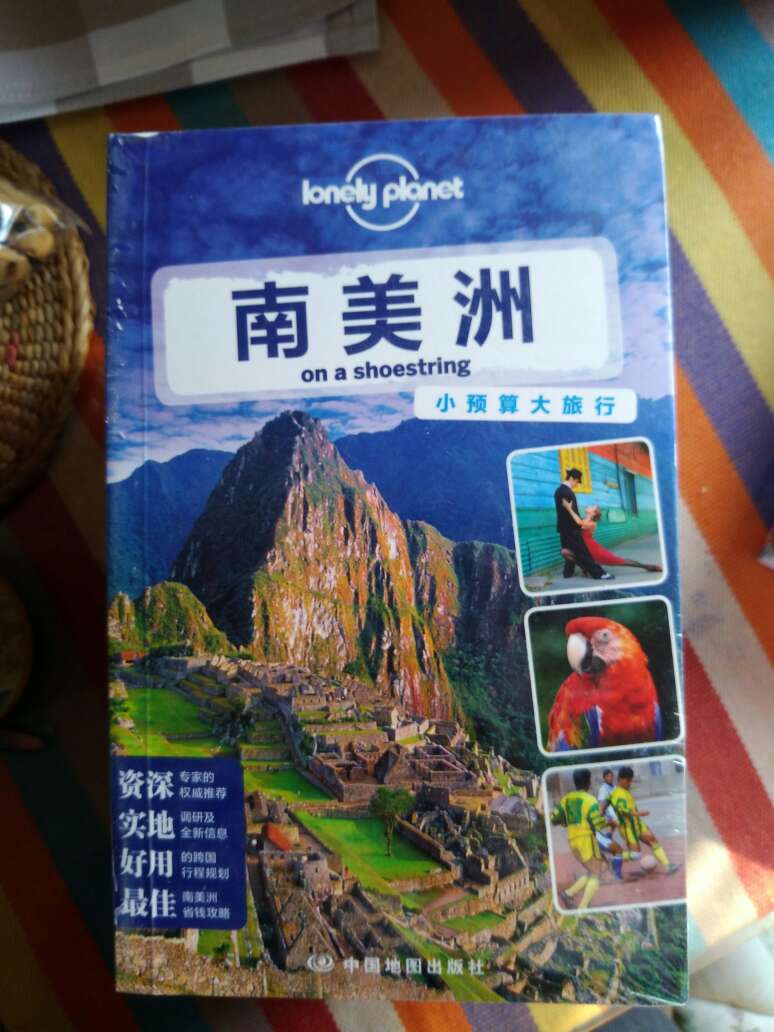 lonely planet
南美洲
on a shoestring
小预算大旅行
资深 专家的
权威推荐
实地 调研及
全新信息
好用 的跨国
行程规划
最佳 南美洲
省钱攻略
中国地图出版社